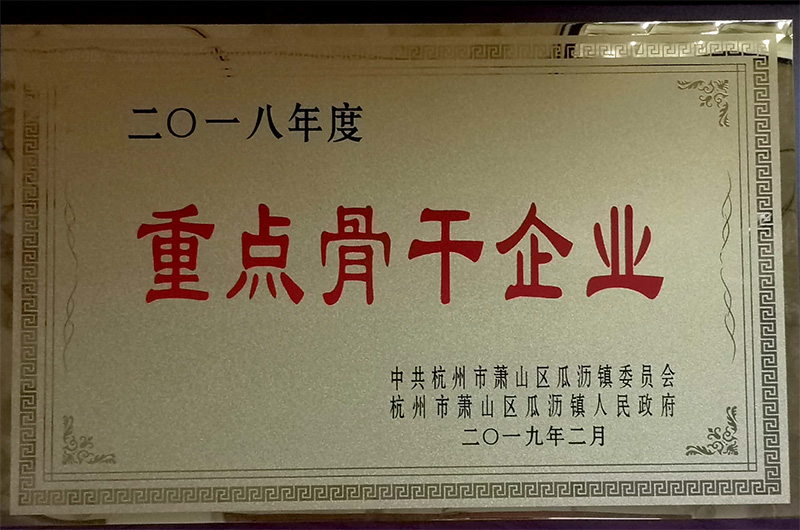 二〇一八年度
重点骨干企业
中共杭州市萧山区瓜沥镇委员会
杭州市萧山区瓜沥镇人民政府
二〇一九年二月